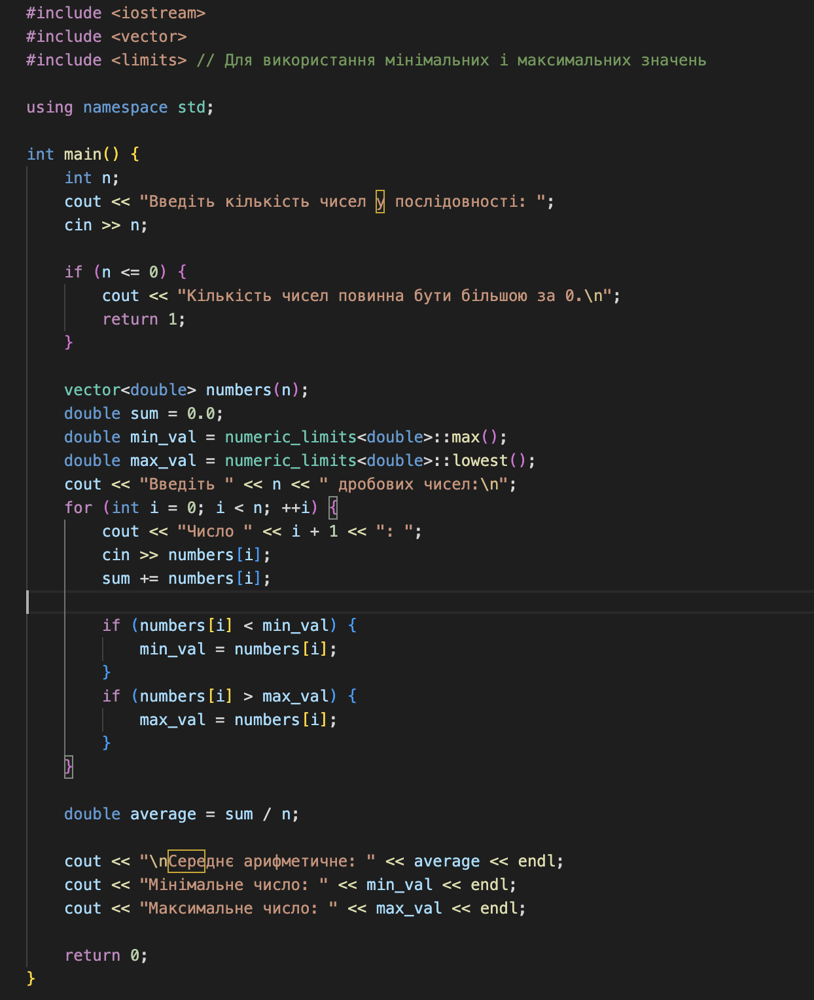 #include <iostream>
#include <vector>
#include <limits> // Для використання мінімальних і максимальних значень
using namespace std;
int main() {
    int n;
    cout << "Введіть кількість чисел у послідовності: ";
    cin >> n;
    if (n <= 0) {
        cout << "Кількість чисел повинна бути більшою за 0.\n";
        return 1;
    }
    vector<double> numbers(n);
    double sum = 0.0;
    double min_val = numeric_limits<double>::max();
    double max_val = numeric_limits<double>::lowest();
    cout << "Введіть " << n << " дробових чисел:\n";
    for (int i = 0; i < n; ++i) {
        cout << "Число " << i + 1 << ": ";
        cin >> numbers[i];
        sum += numbers[i];
        if (numbers[i] < min_val) {
            min_val = numbers[i];
        }
        if (numbers[i] > max_val) {
            max_val = numbers[i];
        }
    }
    double average = sum / n;
    cout << "\nСереднє арифметичне: " << average << endl;
    cout << "Мінімальне число: " << min_val << endl;
    cout << "Максимальне число: " << max_val << endl;
    return 0;
}